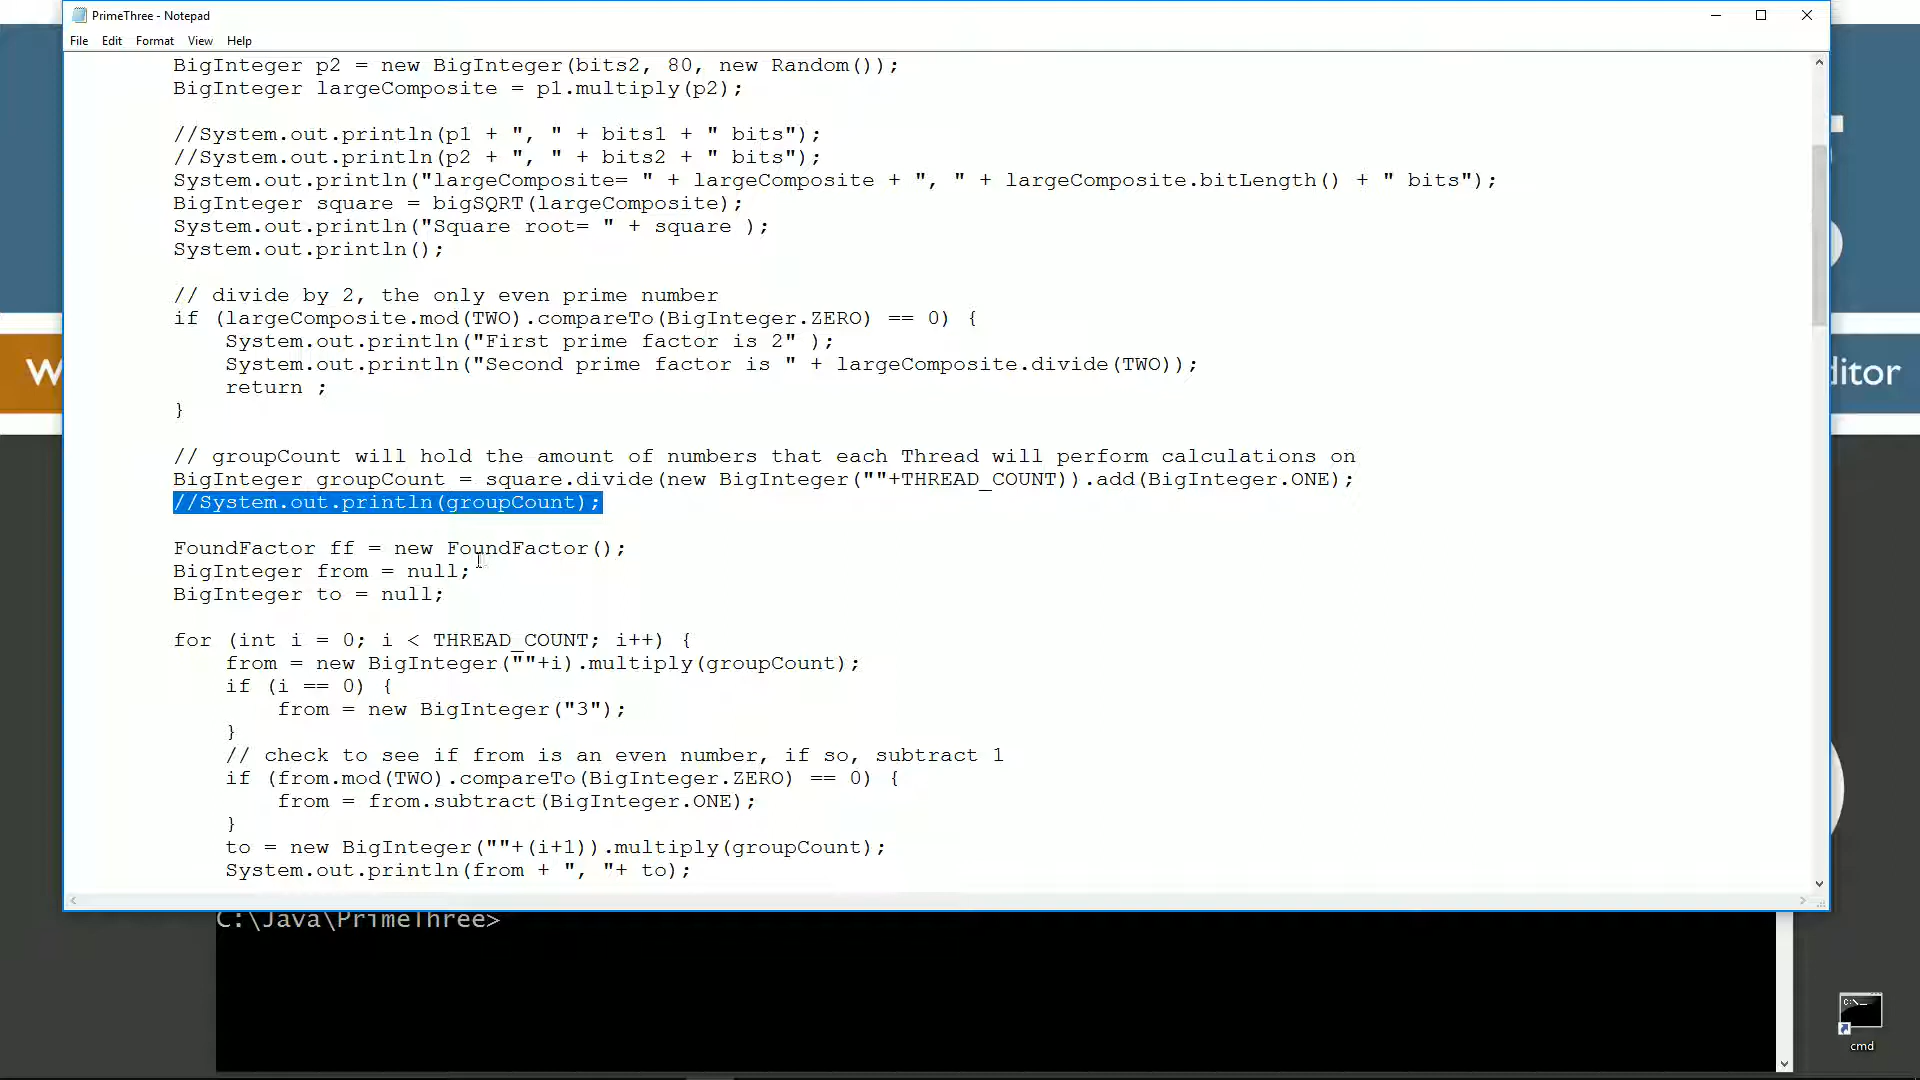 PrimeThree - Notepad
File Edit Format View Help
BigInteger p2 = new BigInteger(bits2, 80, new Random());
BigInteger largeComposite = p1.multiply(p2);
//System.out.println(p1 + ", " + bits1 + " bits");
//System.out.println(p2 + ", " + bits2 + " bits");
System.out.println("largeComposite= " + largeComposite + ", " + largeComposite.bitLength() + " bits");
BigInteger square = bigSQRT(largeComposite);
System.out.println("Square root= " + square );
System.out.println();
// divide by 2, the only even prime number
if (largeComposite.mod(TWO).compareTo(BigInteger.ZERO) == 0) {
System.out.println("First prime factor is 2" );
System.out.println("Second prime factor is " + largeComposite.divide(TWO));
return ;
}
// groupCount will hold the amount of numbers that each Thread will perform calculations on
BigInteger groupCount = square.divide(new BigInteger(""+THREAD_COUNT)).add(BigInteger.ONE);
//System.out.println(groupCount);
FoundFactor ff = new FoundFactor();
BigInteger from = null;
BigInteger to = null;
for (int i = 0; i < THREAD_COUNT; i++) {
from = new BigInteger(""+i).multiply(groupCount);
if (i == 0) {
from = new BigInteger("3");
}
// check to see if from is an even number, if so, subtract 1
if (from.mod(TWO).compareTo(BigInteger.ZERO) == 0) {
from = from.subtract(BigInteger.ONE);
}
to = new BigInteger(""+(i+1)).multiply(groupCount);
System.out.println(from + ", "+ to);
C:\Java\PrimeThree>
W
ditor
cmd